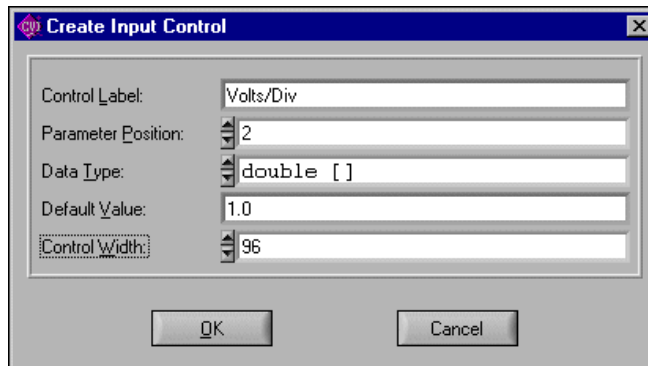 CVI Create Input Control
Control Label: Volts/Div
Parameter Position: 2
Data Type: double []
Default Value: 1.0
Control Width: 96
OK Cancel